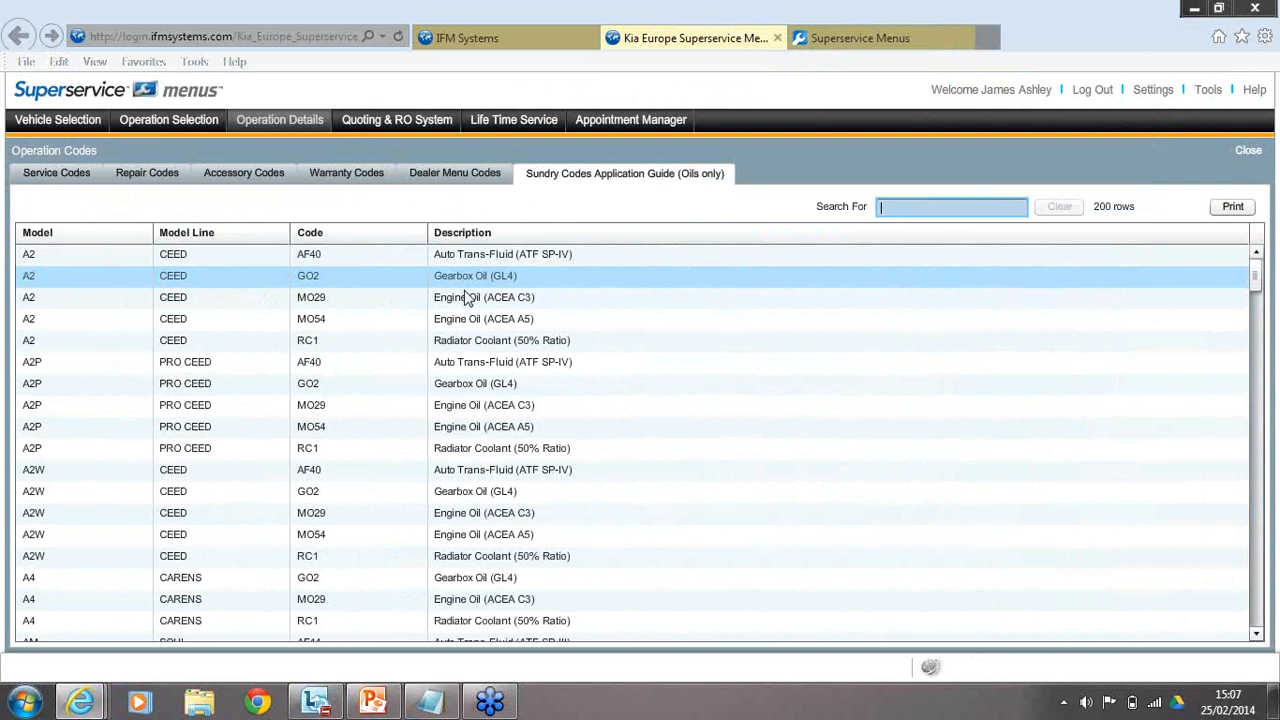 http://login.ifmsystems.com/Kia_Europe_Superservice
IFM Systems
Kia Europe Superservice Me...
Superservice Menus
File Edit View Favorites Tools Help
Superservice menus
Welcome James Ashley | Log Out | Settings | Tools | Help
Vehicle Selection | Operation Selection | Operation Details | Quoting & RO System | Life Time Service | Appointment Manager
Operation Codes Close
Service Codes Repair Codes Accessory Codes Warranty Codes Dealer Menu Codes Sundry Codes Application Guide (Oils only)
Search For Clear 200 rows Print
Model Model Line Code Description
A2 CEED AF40 Auto Trans-Fluid (ATF SP-IV)
A2 CEED GO2 Gearbox Oil (GL4)
A2 CEED MO29 Engine Oil (ACEA C3)
A2 CEED MO54 Engine Oil (ACEA A5)
A2 CEED RC1 Radiator Coolant (50% Ratio)
A2P PRO CEED AF40 Auto Trans-Fluid (ATF SP-IV)
A2P PRO CEED GO2 Gearbox Oil (GL4)
A2P PRO CEED MO29 Engine Oil (ACEA C3)
A2P PRO CEED MO54 Engine Oil (ACEA A5)
A2P PRO CEED RC1 Radiator Coolant (50% Ratio)
A2W CEED AF40 Auto Trans-Fluid (ATF SP-IV)
A2W CEED GO2 Gearbox Oil (GL4)
A2W CEED MO29 Engine Oil (ACEA C3)
A2W CEED MO54 Engine Oil (ACEA A5)
A2W CEED RC1 Radiator Coolant (50% Ratio)
A4 CARENS GO2 Gearbox Oil (GL4)
A4 CARENS MO29 Engine Oil (ACEA C3)
A4 CARENS RC1 Radiator Coolant (50% Ratio)
15:07
25/02/2014